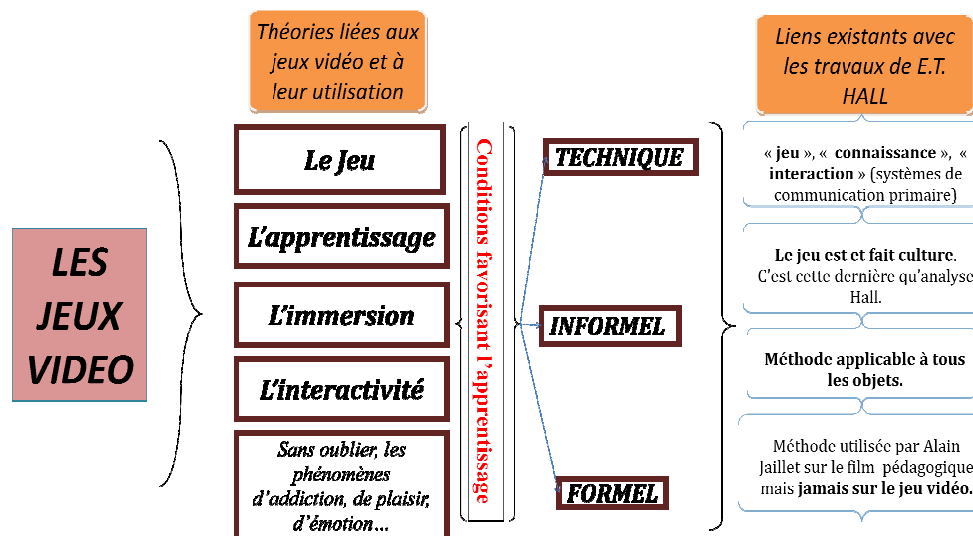 Théories liées aux
jeux vidéo et à
leur utilisation
Liens existants avec
les travaux de E.T.
HALL
LES
JEUX
VIDEO
Le Jeu
L'apprentissage
L'immersion
L'interactivité
Sans oublier, les
phénomènes
d'addiction, de plaisir,
d'émotion…
Conditions favorisant l'apprentissage
TECHNIQUE
INFORMEL
FORMEL
« jeu », « connaissance », «
interaction » (systèmes de
communication primaire)
Le jeu est et fait culture.
C'est cette dernière qu'analyse
Hall.
Méthode applicable à tous
les objets.
Méthode utilisée par Alain
Jaillet sur le film pédagogique
mais jamais sur le jeu vidéo.